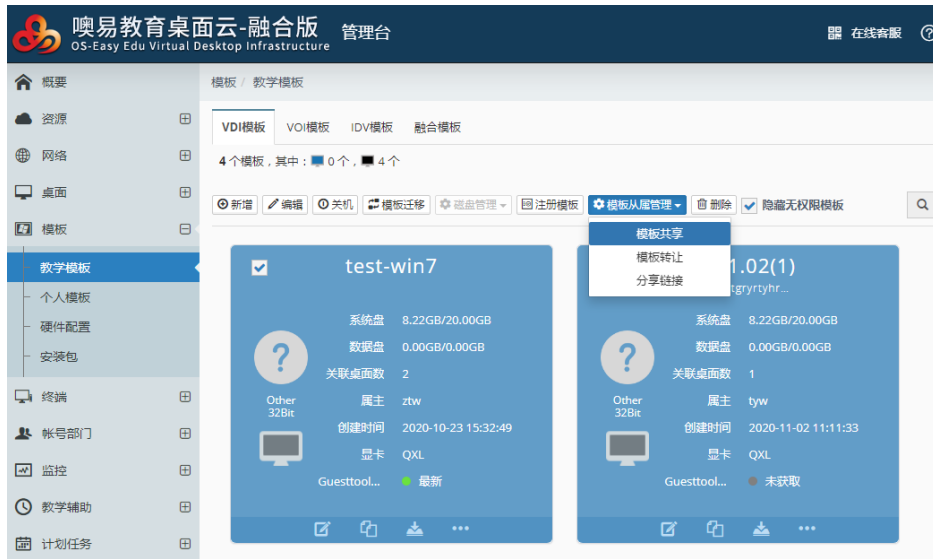 噢易教育桌面云-融合版 管理台
OS-Easy Edu Virtual Desktop Infrastructure
在线客服
概要
资源
网络
桌面
模板
教学模板
个人模板
硬件配置
安装包
终端
帐号部门
监控
教学辅助
计划任务
模板 / 教学模板
VDI模板 VOI模板 IDV模板 融合模板
4 个模板，其中： 0 个， 4 个
新增 编辑 关机 模板迁移 磁盘管理 注册模板 模板从属管理 删除 隐藏无权限模板
模板共享
模板转让
分享链接
test-win7
系统盘 8.22GB/20.00GB
数据盘 0.00GB/0.00GB
关联桌面数 2
Other
32Bit
属主 ztw
创建时间 2020-10-23 15:32:49
显卡 QXL
Guesttool... 最新
1.02(1)
tgryrtyhr...
系统盘 8.22GB/20.00GB
数据盘 0.00GB/0.00GB
关联桌面数 1
Other
32Bit
属主 tyw
创建时间 2020-11-02 11:11:33
显卡 QXL
Guesttool... 未获取